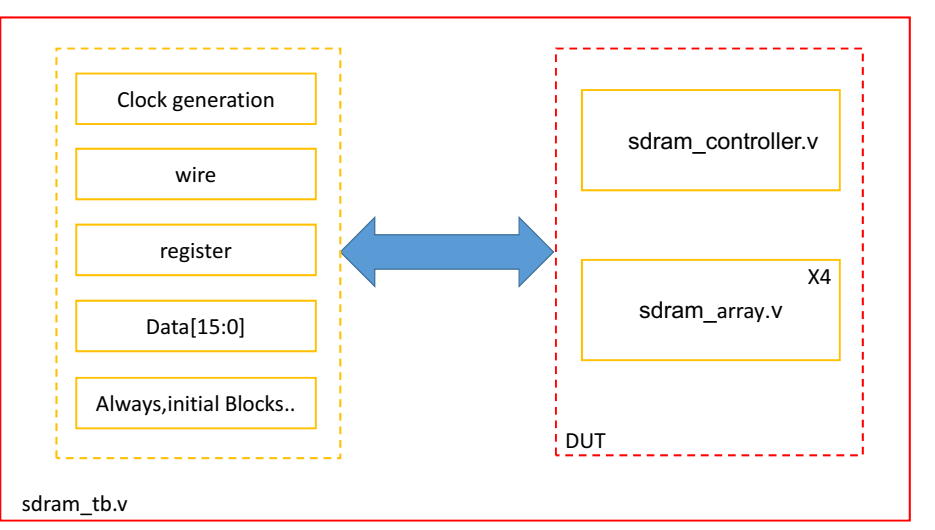 Clock generation
wire
register
Data[15:0]
Always,initial Blocks..
sdram_controller.v
X4
sdram_array.v
DUT
sdram_tb.v